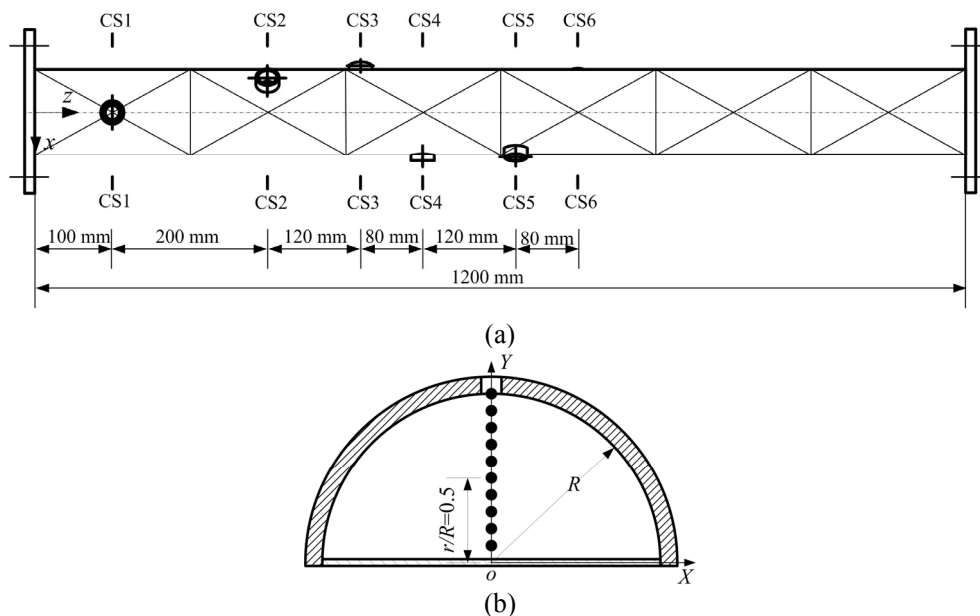 CS1 CS2 CS3 CS4 CS5 CS6
z
x
CS1 CS2 CS3 CS4 CS5 CS6
100 mm 200 mm 120 mm 80 mm 120 mm 80 mm
1200 mm
(a)
Y
R
r/R=0.5
o X
(b)